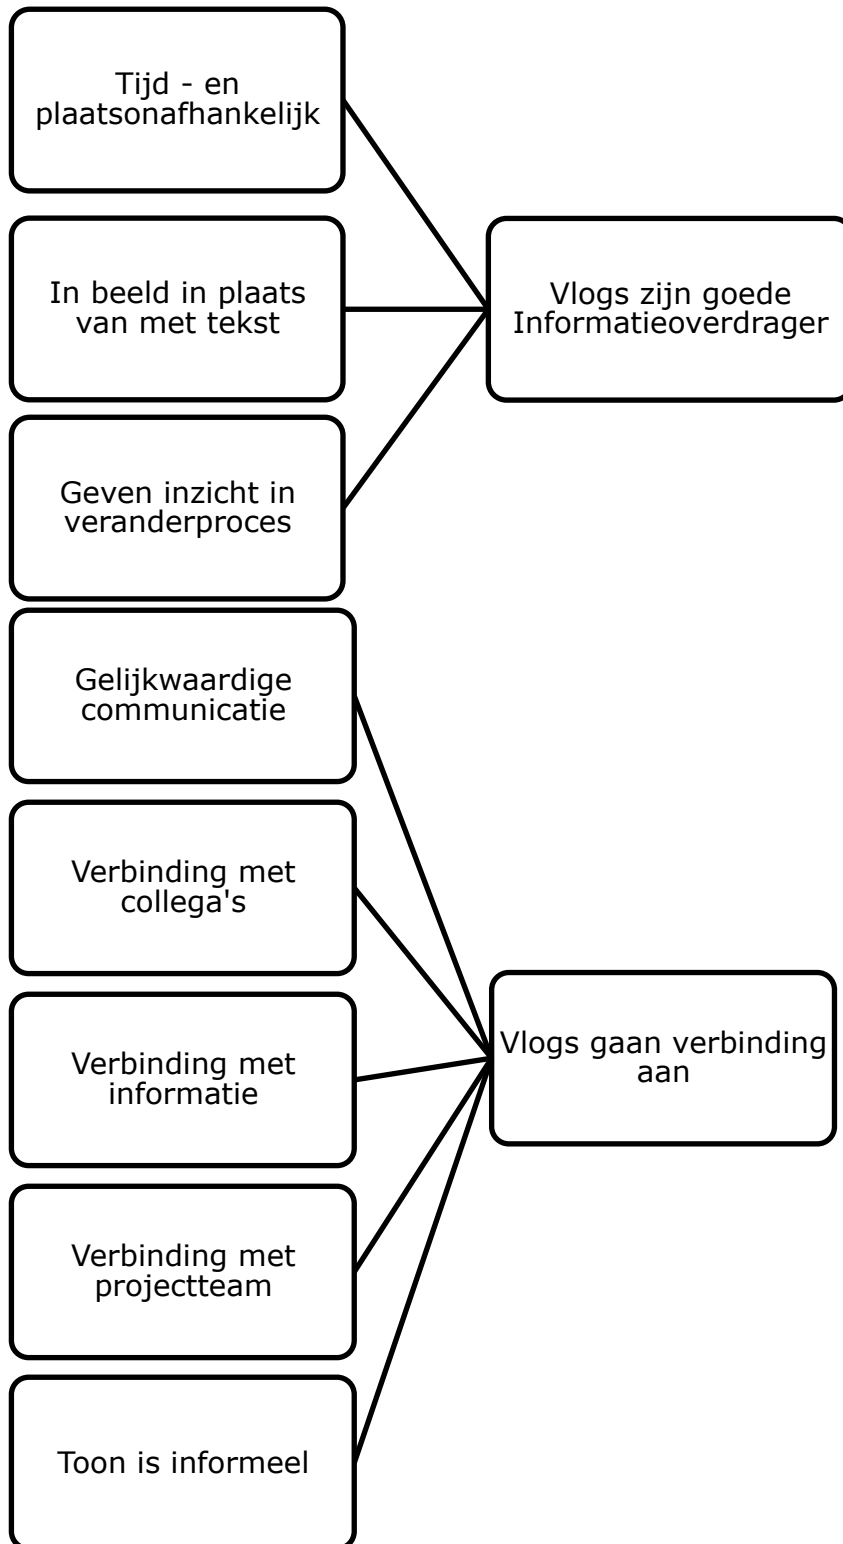 Tijd - en
plaatsonafhankelijk
In beeld in plaats
van met tekst
Vlogs zijn goede
Informatieoverdrager
Geven inzicht in
veranderproces
Gelijkwaardige
communicatie
Verbinding met
collega's
Verbinding met
informatie
Vlogs gaan verbinding
aan
Verbinding met
projectteam
Toon is informeel